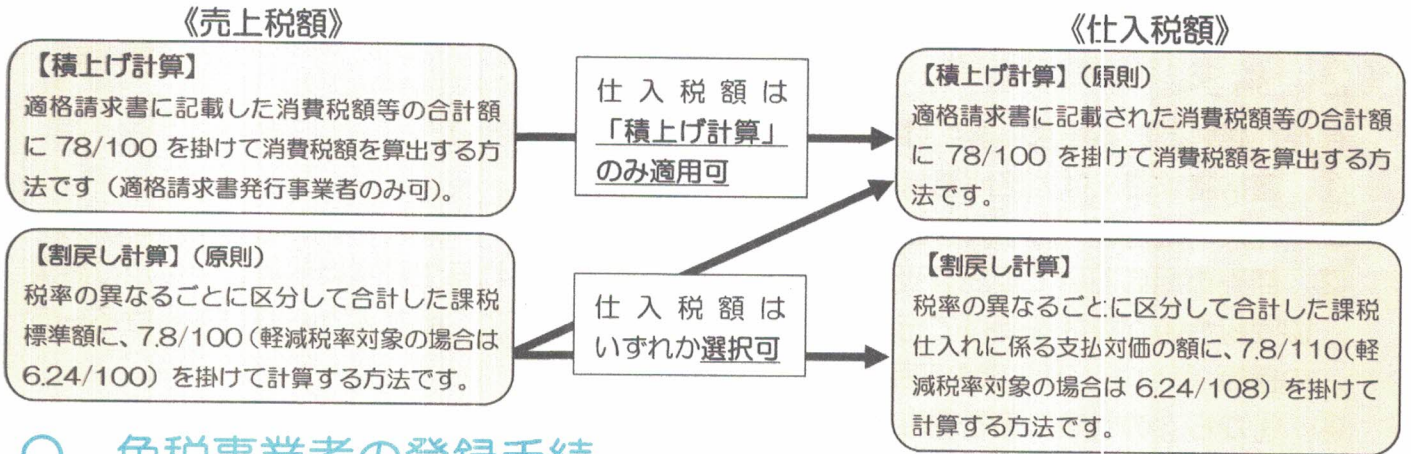 《売上税額》
【積上げ計算】
適格請求書に記載した消費税額等の合計額
に 78/100 を掛けて消費税額を算出する方
法です（適格請求書発行事業者のみ可）。
【割戻し計算】（原則）
税率の異なるごとに区分して合計した課税
標準額に、7.8/100（軽減税率対象の場合は
6.24/100）を掛けて計算する方法です。
仕入税額は
「積上げ計算」
のみ適用可
仕入税額は
いずれか選択可
《仕入税額》
【積上げ計算】（原則）
適格請求書に記載された消費税額等の合計額
に 78/100 を掛けて消費税額を算出する方
法です。
【割戻し計算】
税率の異なるごとに区分して合計した課税
仕入れに係る支払対価の額に、7.8/110（軽
減税率対象の場合は 6.24/108）を掛けて
計算する方法です。
免税事業者の登録手続